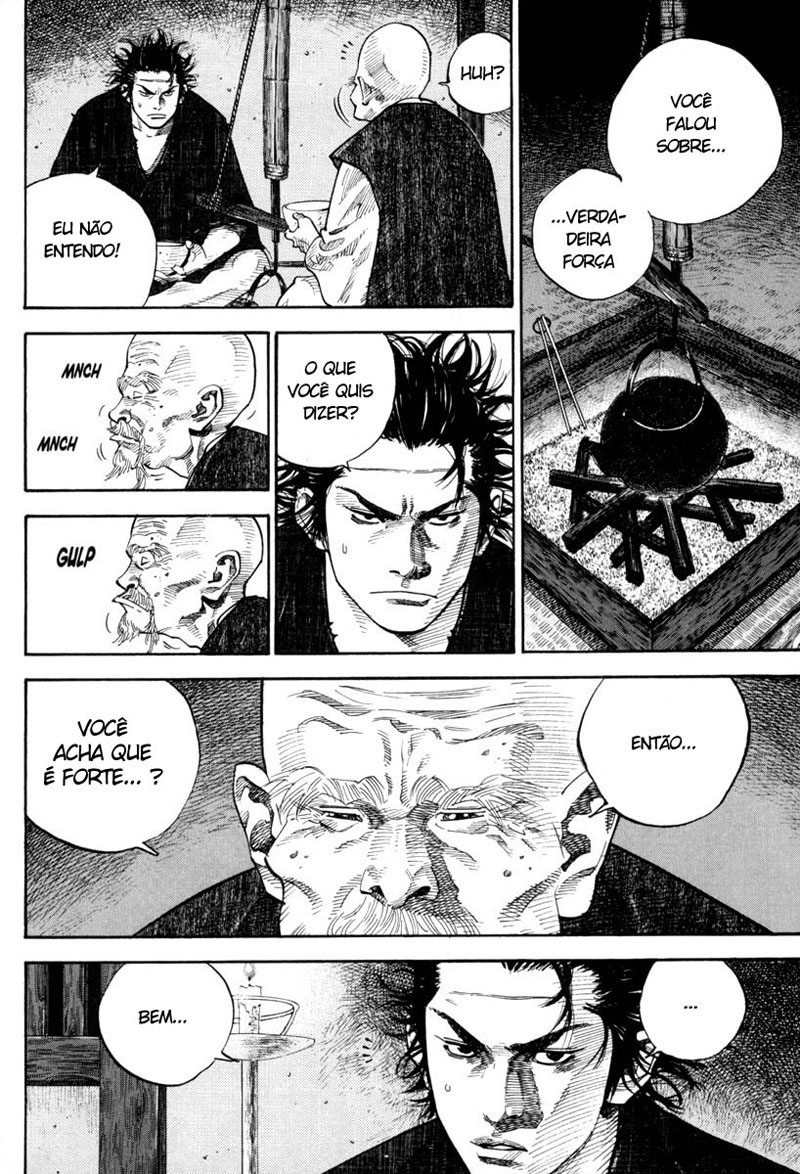 VOCÊ
FALOU
SOBRE...
...VERDA-
DEIRA
FORÇA
HUH?
EU NÃO
ENTENDO!
O QUE
VOCÊ QUIS
DIZER?
MNCH
MNCH
GULP
ENTÃO...
VOCÊ
ACHA QUE
É FORTE... ?
...
BEM...